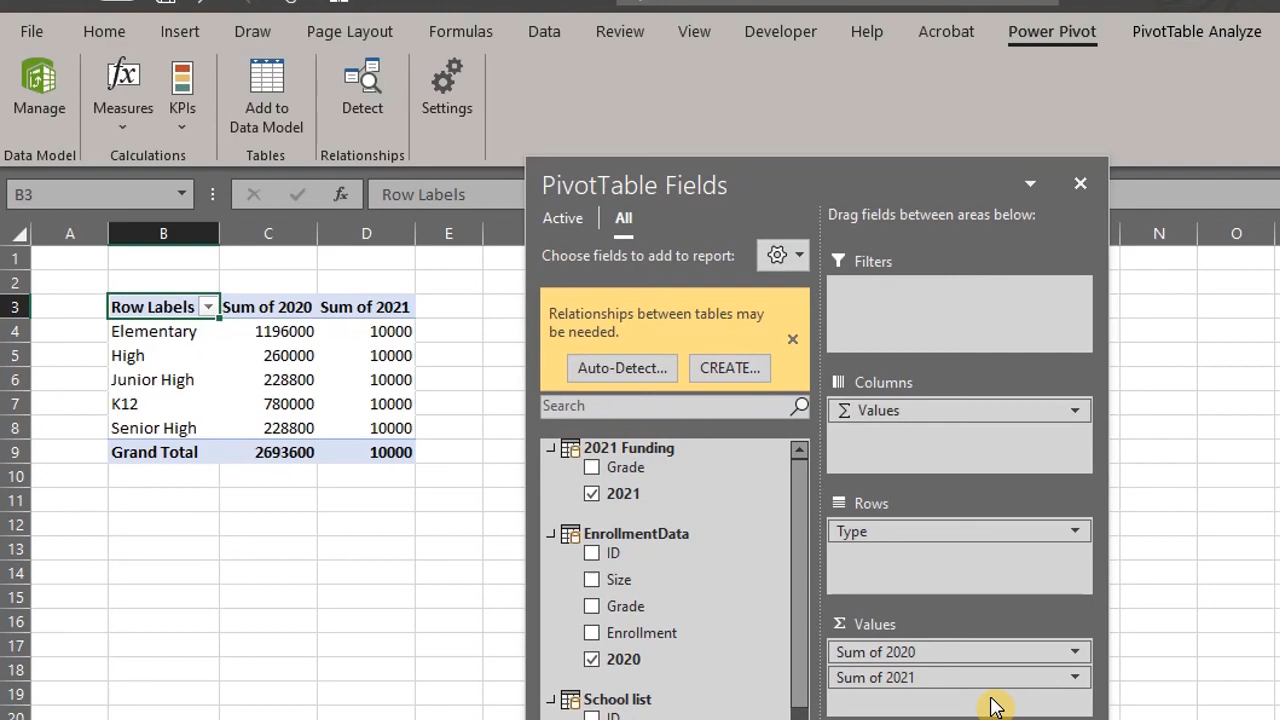 File Home Insert Draw Page Layout Formulas Data Review View Developer Help Acrobat Power Pivot PivotTable Analyze
Manage
Measures
KPIs
Add to
Data Model
Detect
Settings
Data Model Calculations Tables Relationships
B3 fx Row Labels
A B C D E N O
1
2
3 Row Labels Sum of 2020 Sum of 2021
4 Elementary 1196000 10000
5 High 260000 10000
6 Junior High 228800 10000
7 K12 780000 10000
8 Senior High 228800 10000
9 Grand Total 2693600 10000
10
11
12
13
14
15
16
17
18
19
20
PivotTable Fields
Active All
Choose fields to add to report:
Relationships between tables may
be needed.
Auto-Detect... CREATE...
Search
2021 Funding
Grade
2021
EnrollmentData
ID
Size
Grade
Enrollment
2020
School list
ID
Drag fields between areas below:
Filters
Columns
Σ Values
Rows
Type
Σ Values
Sum of 2020
Sum of 2021